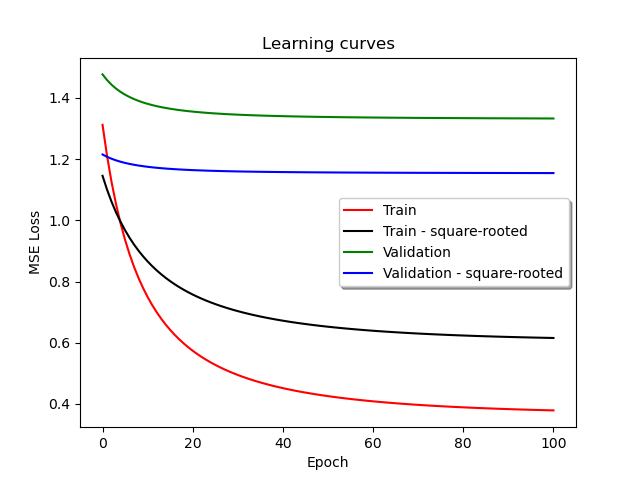 Learning curves
MSE Loss
1.4
1.2
1.0
0.8
0.6
0.4
Train
Train - square-rooted
Validation
Validation - square-rooted
0 20 40 60 80 100
Epoch